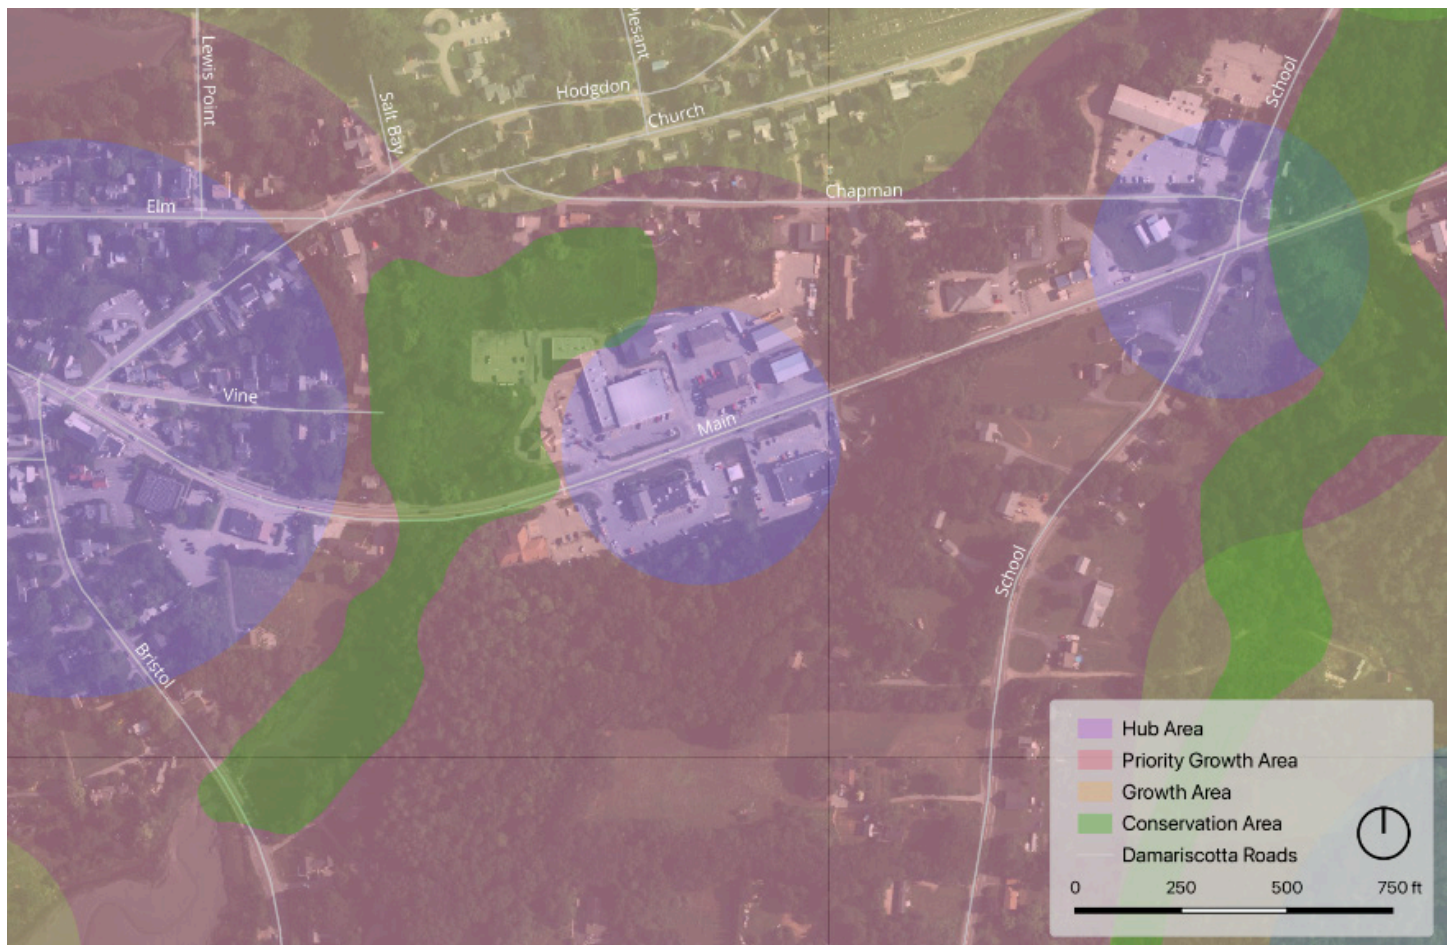 Lewis Point
Salt Bay
Hodgdon
Church
School
Elm
Chapman
Vine
Main
School
Bristol
Hub Area
Priority Growth Area
Growth Area
Conservation Area
Damariscotta Roads
0 250 500 750 ft